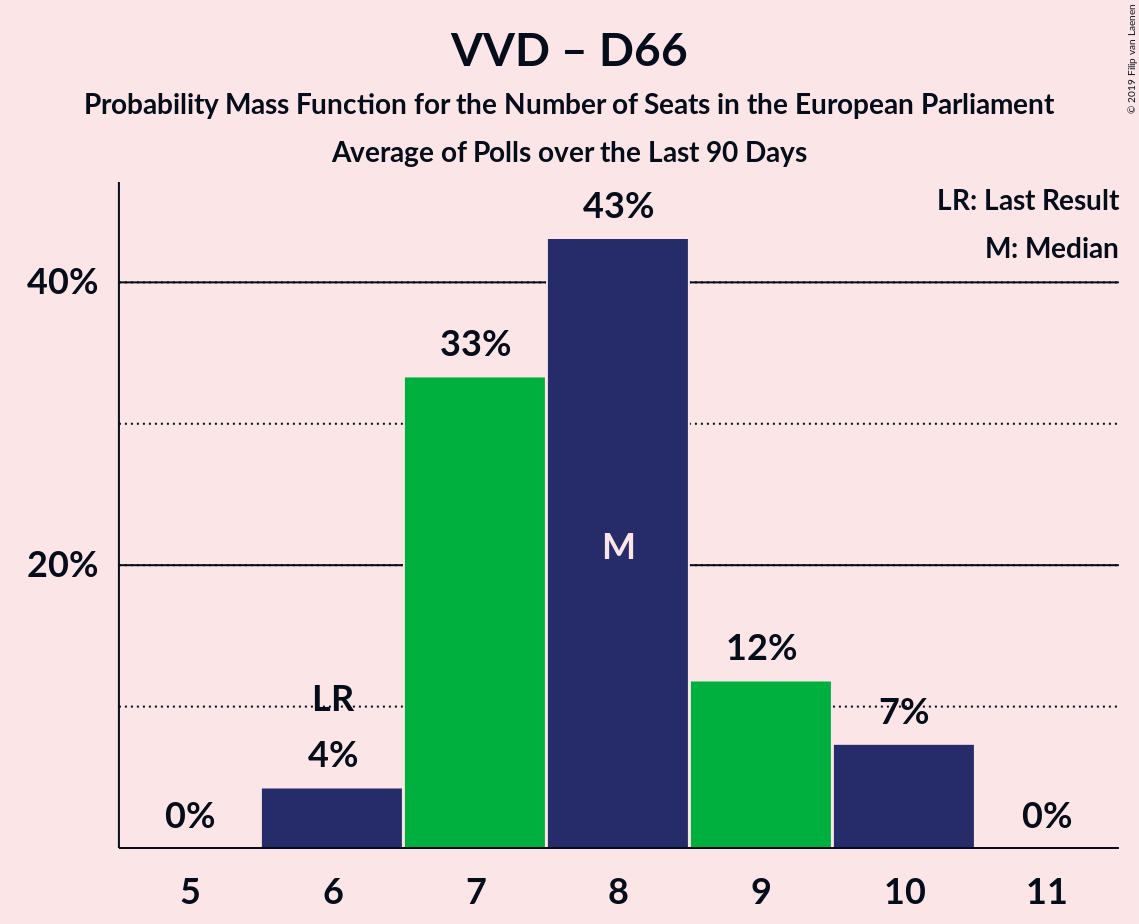 VVD – D66
Probability Mass Function for the Number of Seats in the European Parliament
Average of Polls over the Last 90 Days
© 2019 Filip van Laenen
LR: Last Result
M: Median
43%
40%
33%
M
20%
12%
LR
7%
4%
0%
0%
5 6 7 8 9 10 11